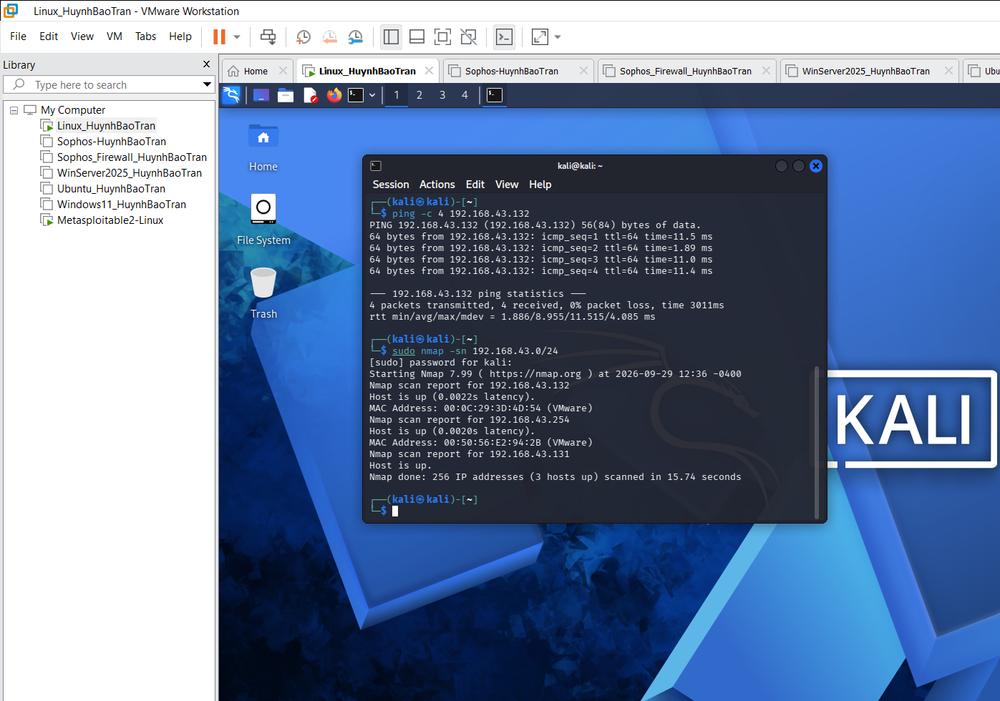 Linux_HuynhBaoTran - VMware Workstation
File Edit View VM Tabs Help
Library
Type here to search
My Computer
Linux_HuynhBaoTran
Sophos-HuynhBaoTran
Sophos_Firewall_HuynhBaoTran
WinServer2025_HuynhBaoTran
Ubuntu_HuynhBaoTran
Windows11_HuynhBaoTran
Metasploitable2-Linux
Home Linux_HuynhBaoTran Sophos-HuynhBaoTran Sophos_Firewall_HuynhBaoTran WinServer2025_HuynhBaoTran Ubu
1 2 3 4
Home
File System
Trash
kali@kali: ~
Session Actions Edit View Help
┌──(kali㉿kali)-[~]
└─$ ping -c 4 192.168.43.132
PING 192.168.43.132 (192.168.43.132) 56(84) bytes of data.
64 bytes from 192.168.43.132: icmp_seq=1 ttl=64 time=11.5 ms
64 bytes from 192.168.43.132: icmp_seq=2 ttl=64 time=1.89 ms
64 bytes from 192.168.43.132: icmp_seq=3 ttl=64 time=11.0 ms
64 bytes from 192.168.43.132: icmp_seq=4 ttl=64 time=11.4 ms
--- 192.168.43.132 ping statistics ---
4 packets transmitted, 4 received, 0% packet loss, time 3011ms
rtt min/avg/max/mdev = 1.886/8.955/11.515/4.085 ms
┌──(kali㉿kali)-[~]
└─$ sudo nmap -sn 192.168.43.0/24
[sudo] password for kali:
Starting Nmap 7.99 ( https://nmap.org ) at 2026-09-29 12:36 -0400
Nmap scan report for 192.168.43.132
Host is up (0.0022s latency).
MAC Address: 00:0C:29:3D:4D:54 (VMware)
Nmap scan report for 192.168.43.254
Host is up (0.0020s latency).
MAC Address: 00:50:56:E2:94:2B (VMware)
Nmap scan report for 192.168.43.131
Host is up.
Nmap done: 256 IP addresses (3 hosts up) scanned in 15.74 seconds
┌──(kali㉿kali)-[~]
└─$
KALI